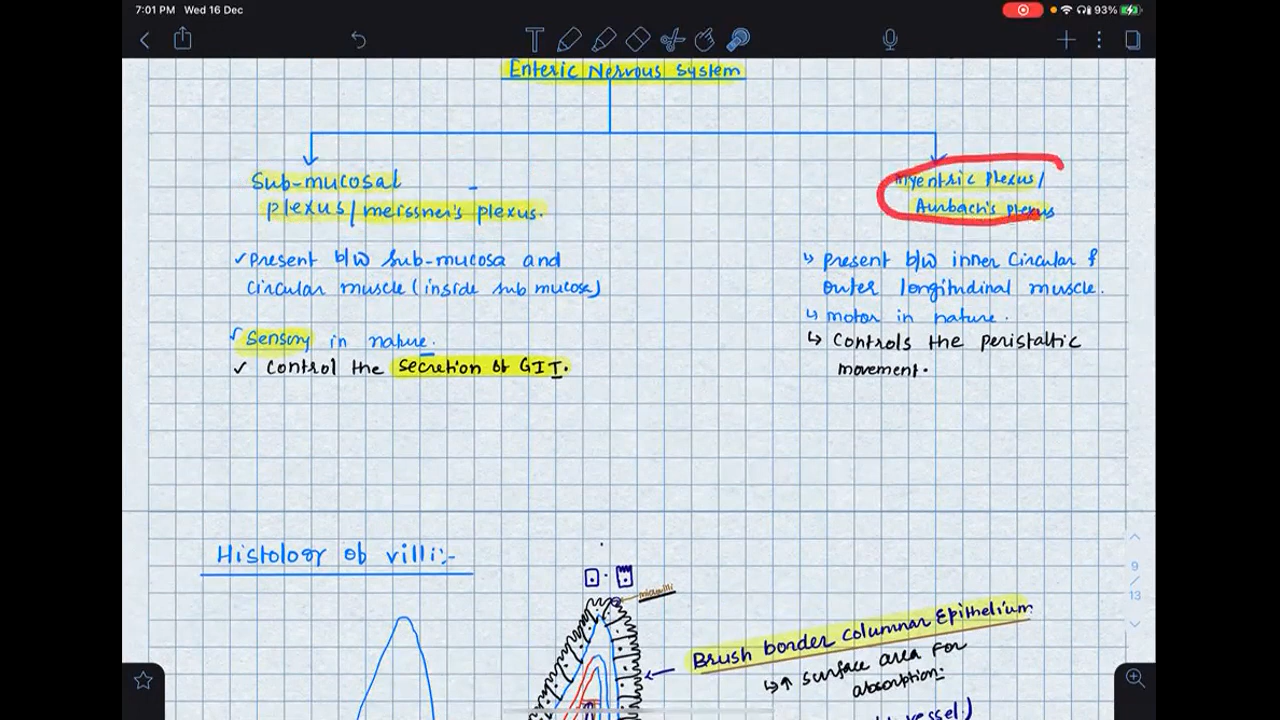 7:01 PM Wed 16 Dec
93%
Enteric Nervous System
Sub-mucosal
plexus/meissner's plexus.
✓Present b/w sub-mucosa and
circular muscle (inside sub mucosa)
✓Sensory in nature.
✓ Control the secretion of GIT.
Myentric plexus/
Aurbach's plexus
↳ present b/w inner circular &
outer longitudinal muscle.
↳ motor in nature.
↳ Controls the peristaltic
movement.
Histology of villi:-
microvilli
Brush border columnar Epithelium
↳↑ surface area for
absorption.
vessel)
9
13